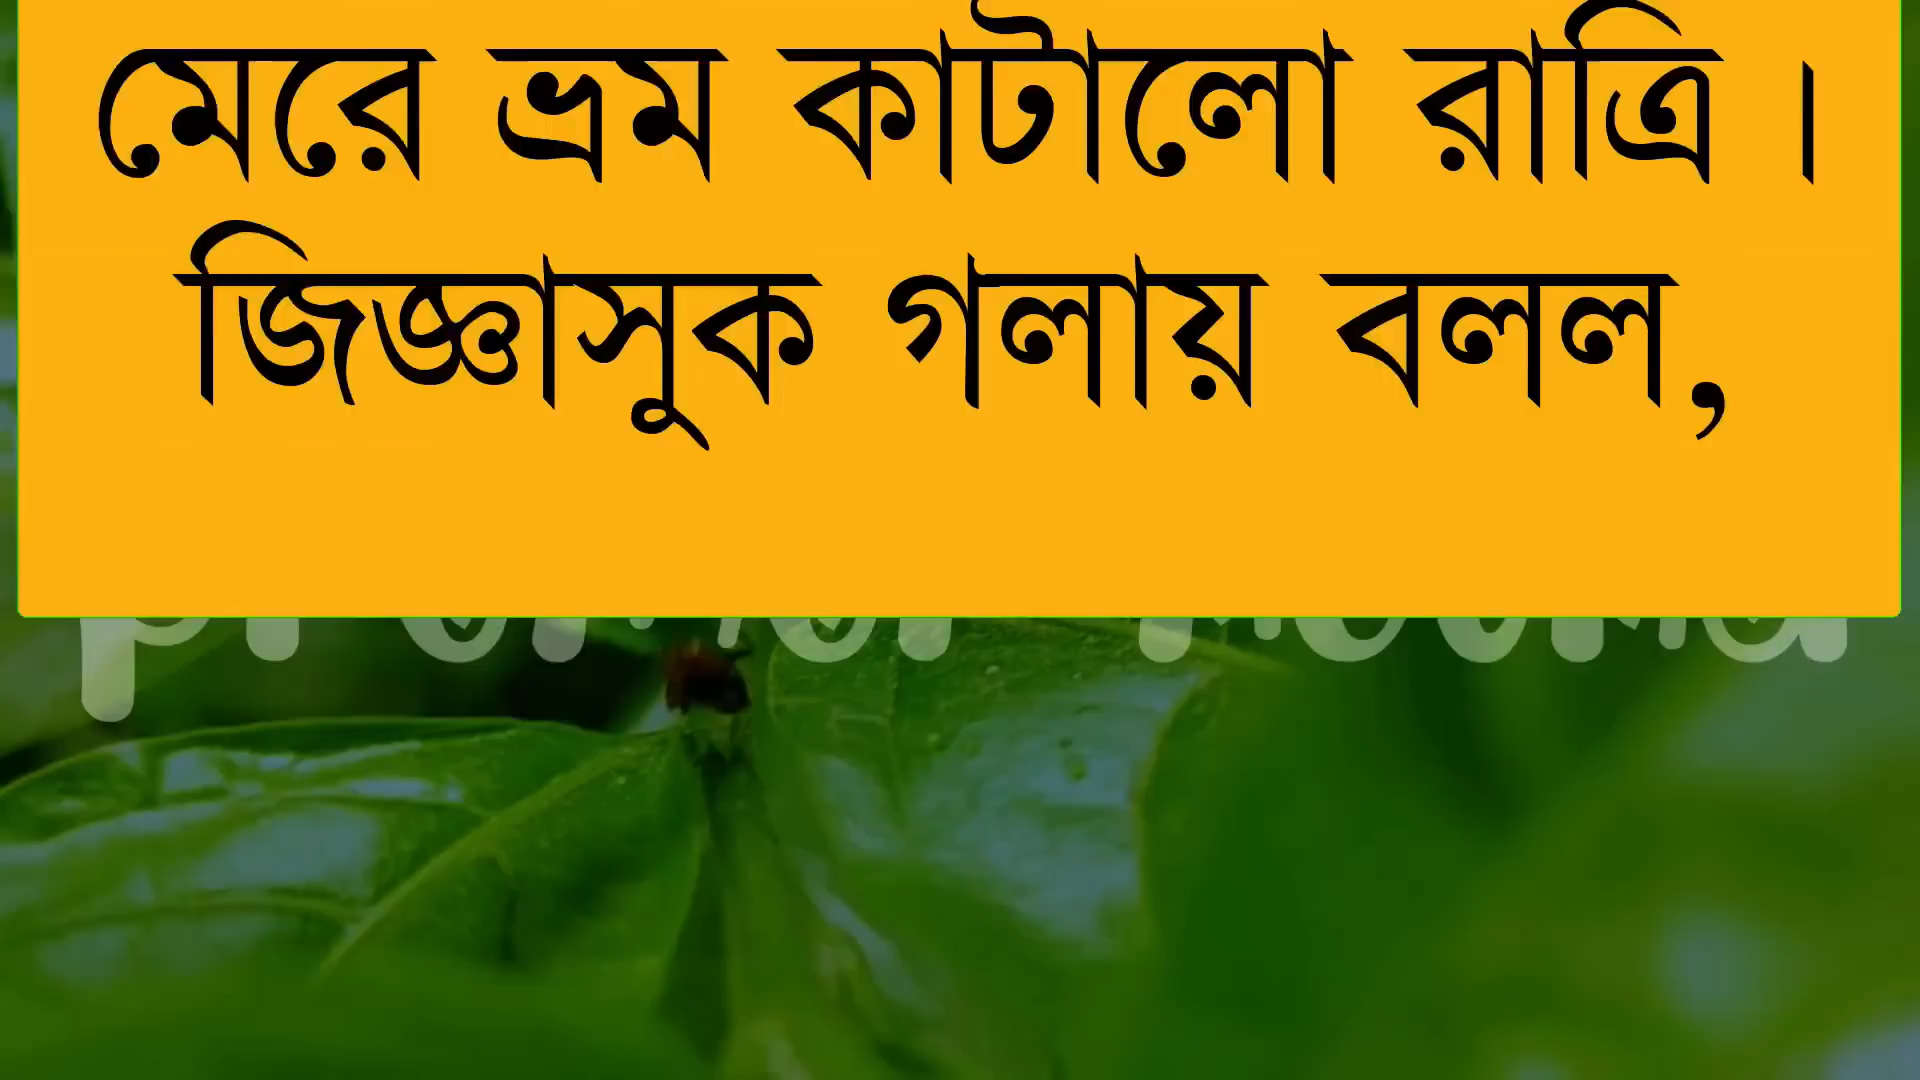 মেরে ভ্রম কাটালো রাত্রি ।
জিজ্ঞাসুক গলায় বলল,